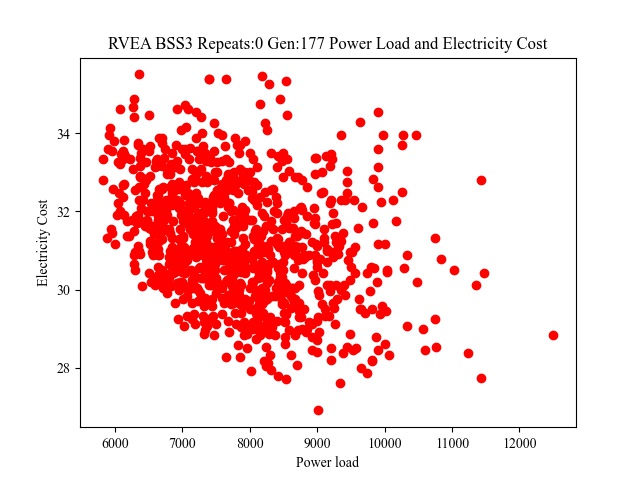 RVEA BSS3 Repeats:0 Gen:177 Power Load and Electricity Cost
Electricity Cost
34
32
30
28
6000 7000 8000 9000 10000 11000 12000
Power load